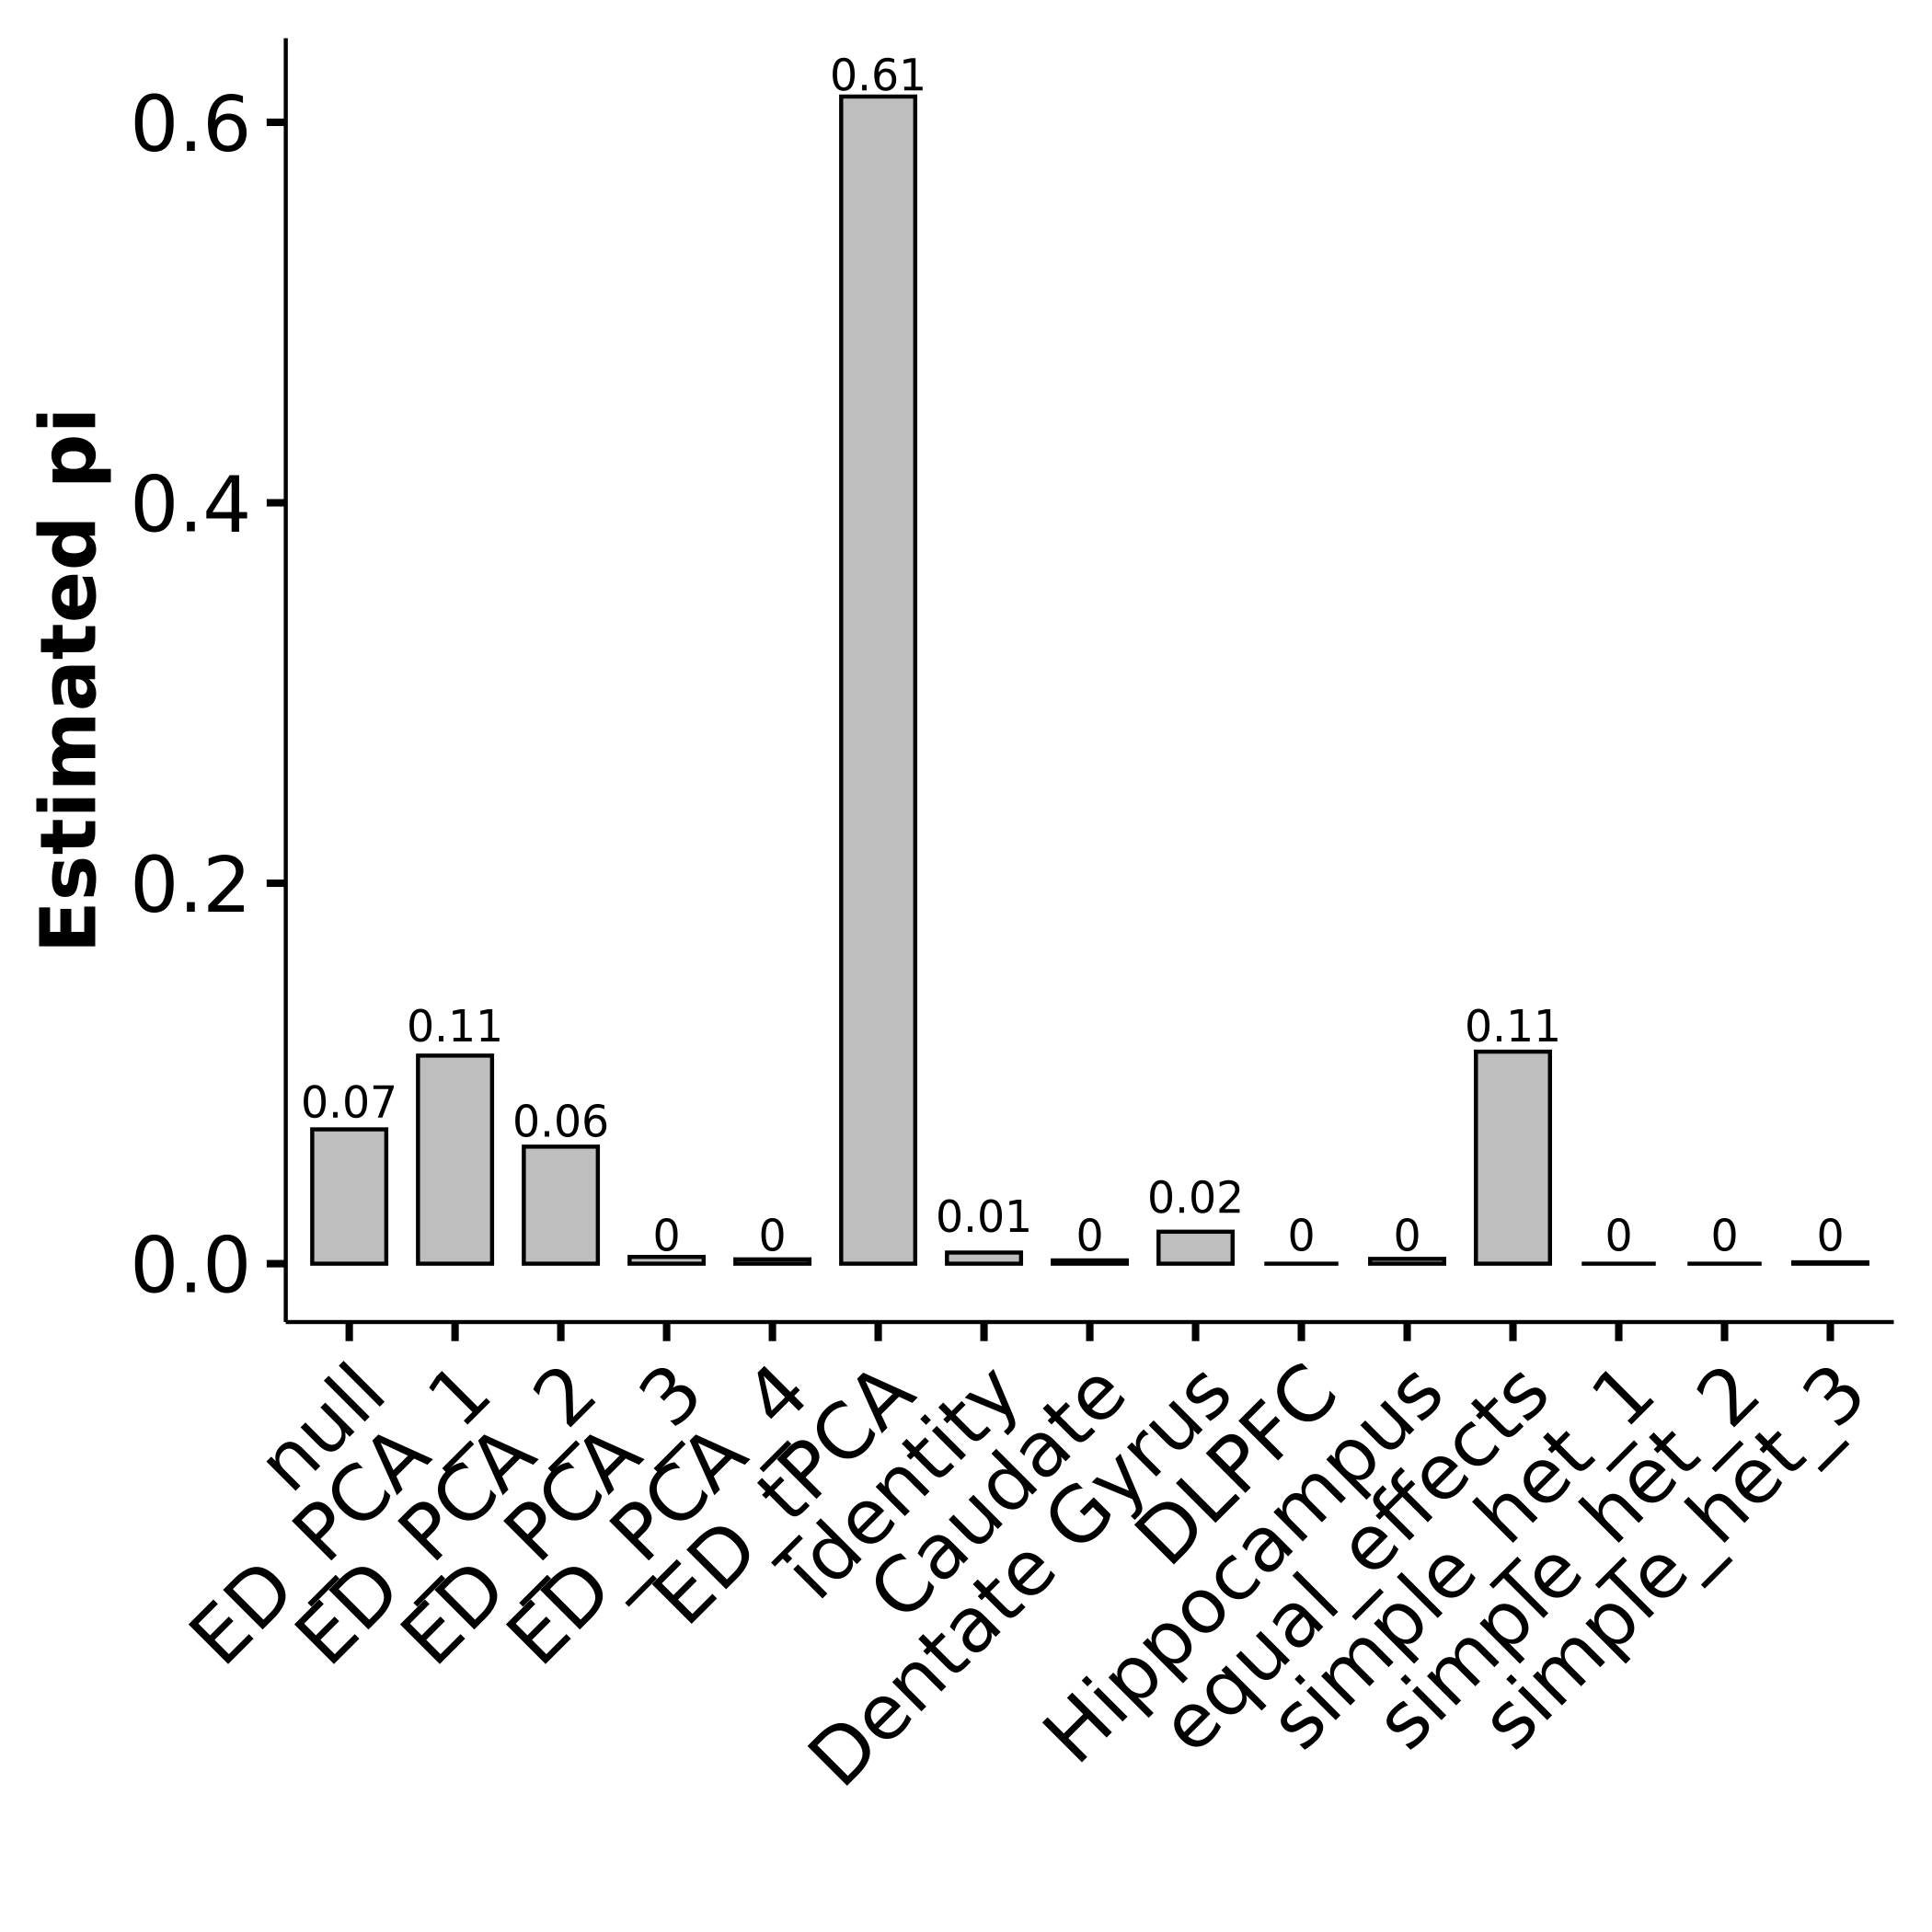 Estimated pi
0.6
0.4
0.2
0.0
0.07
0.11
0.06
0
0
0.61
0.01
0
0.02
0
0
0.11
0
0
0
null
ED_PCA_1
ED_PCA_2
ED_PCA_3
ED_PCA_4
ED_tPCA
Identity
Caudate
Dentate Gyrus
DLPFC
Hippocampus
equal_effects
simple_het_1
simple_het_2
simple_het_3